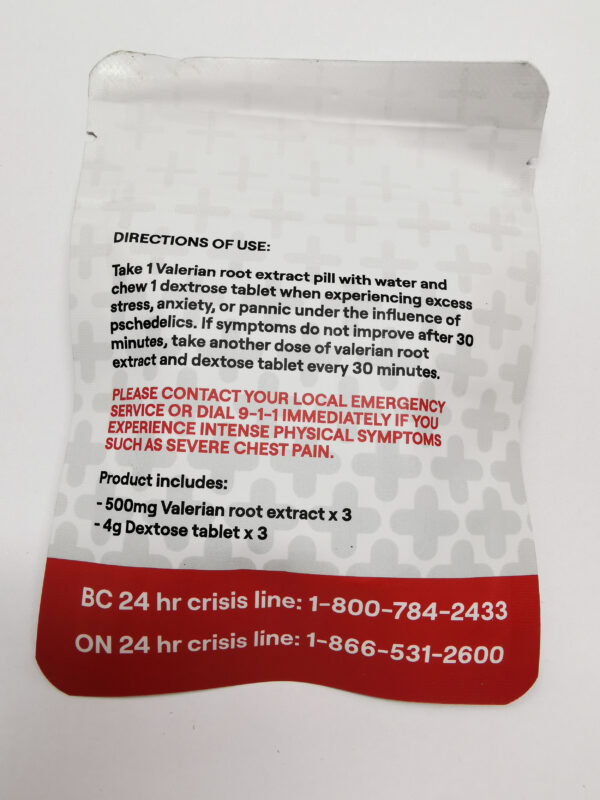 DIRECTIONS OF USE:
Take 1 Valerian root extract pill with water and
chew 1 dextrose tablet when experiencing excess
stress, anxiety, or pannic under the influence of
pschedelics. If symptoms do not improve after 30
minutes, take another dose of valerian root
extract and dextose tablet every 30 minutes.
PLEASE CONTACT YOUR LOCAL EMERGENCY
SERVICE OR DIAL 9-1-1 IMMEDIATELY IF YOU
EXPERIENCE INTENSE PHYSICAL SYMPTOMS
SUCH AS SEVERE CHEST PAIN.
Product includes:
- 500mg Valerian root extract x 3
- 4g Dextose tablet x 3
BC 24 hr crisis line: 1-800-784-2433
ON 24 hr crisis line: 1-866-531-2600